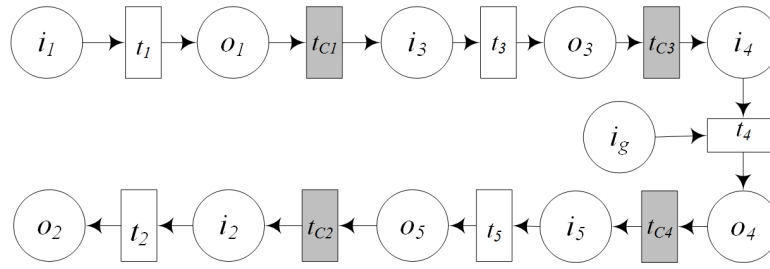 i1 t1 o1 tC1 i3 t3 o3 tC3 i4
ig t4
o2 t2 i2 tC2 o5 t5 i5 tC4 o4